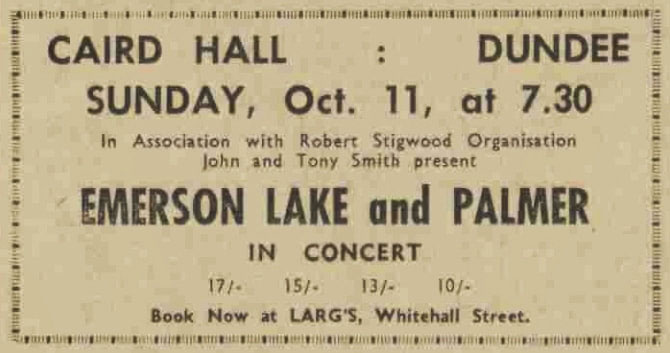 CAIRD HALL : DUNDEE
SUNDAY, Oct. 11, at 7.30
In Association with Robert Stigwood Organisation
John and Tony Smith present
EMERSON LAKE and PALMER
IN CONCERT
17/- 15/- 13/- 10/-
Book Now at LARG'S, Whitehall Street.